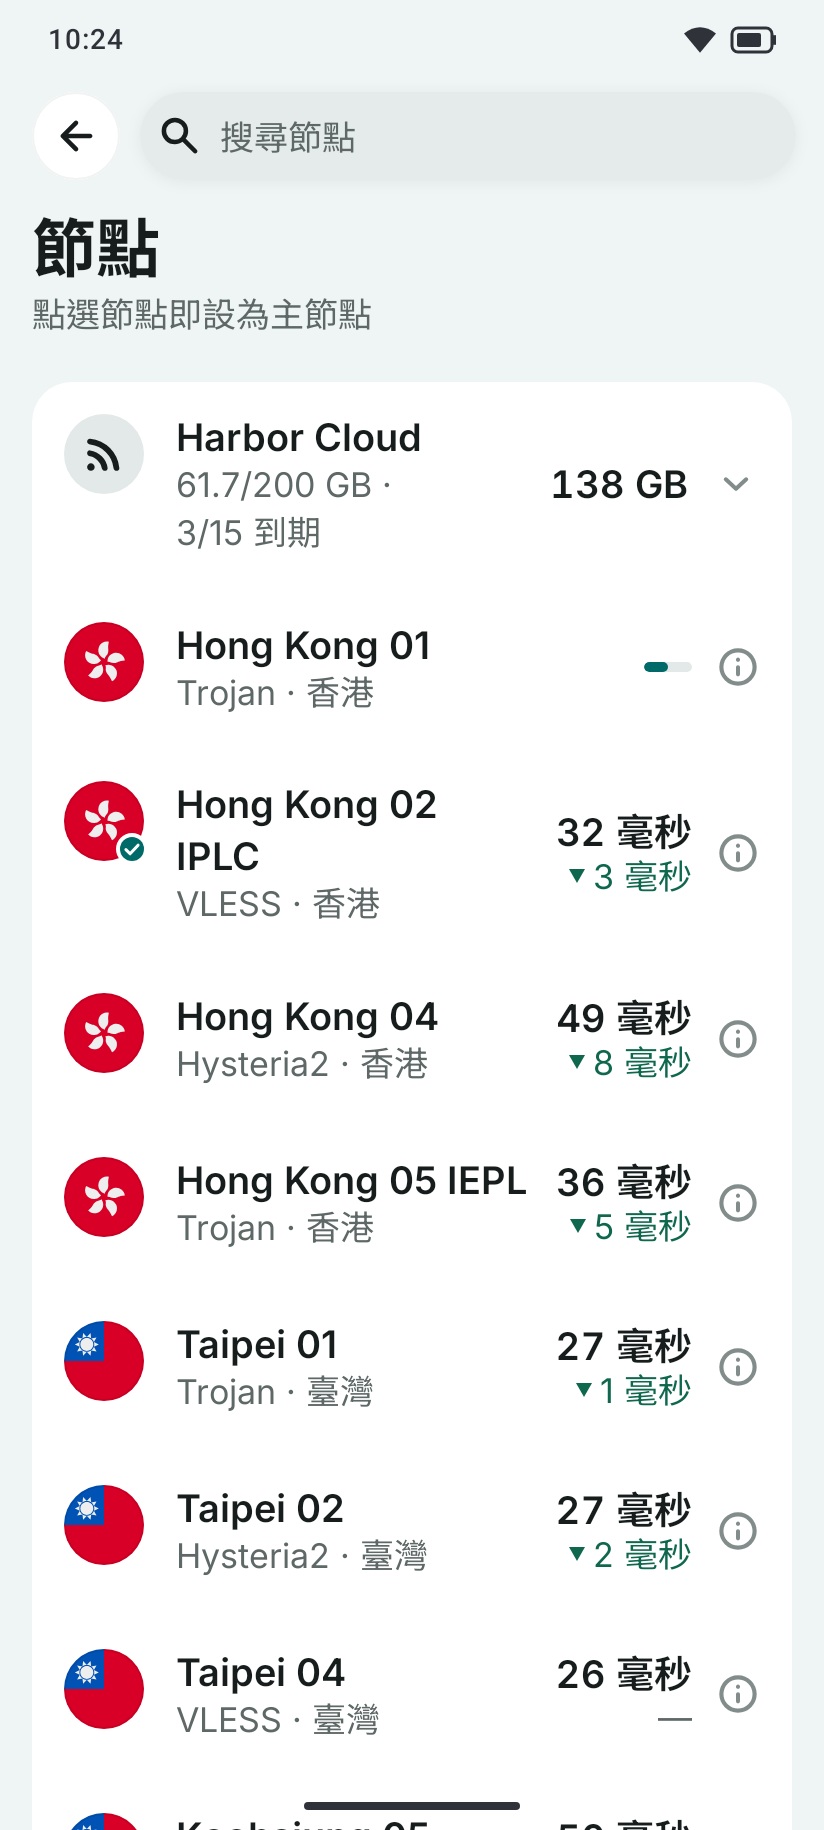 10:24
搜尋節點
節點
點選節點即設為主節點
Harbor Cloud
61.7/200 GB ·
3/15 到期
138 GB
Hong Kong 01
Trojan · 香港
Hong Kong 02
IPLC
VLESS · 香港
32 毫秒
▼3 毫秒
Hong Kong 04
Hysteria2 · 香港
49 毫秒
▼8 毫秒
Hong Kong 05 IEPL
Trojan · 香港
36 毫秒
▼5 毫秒
Taipei 01
Trojan · 臺灣
27 毫秒
▼1 毫秒
Taipei 02
Hysteria2 · 臺灣
27 毫秒
▼2 毫秒
Taipei 04
VLESS · 臺灣
26 毫秒
—